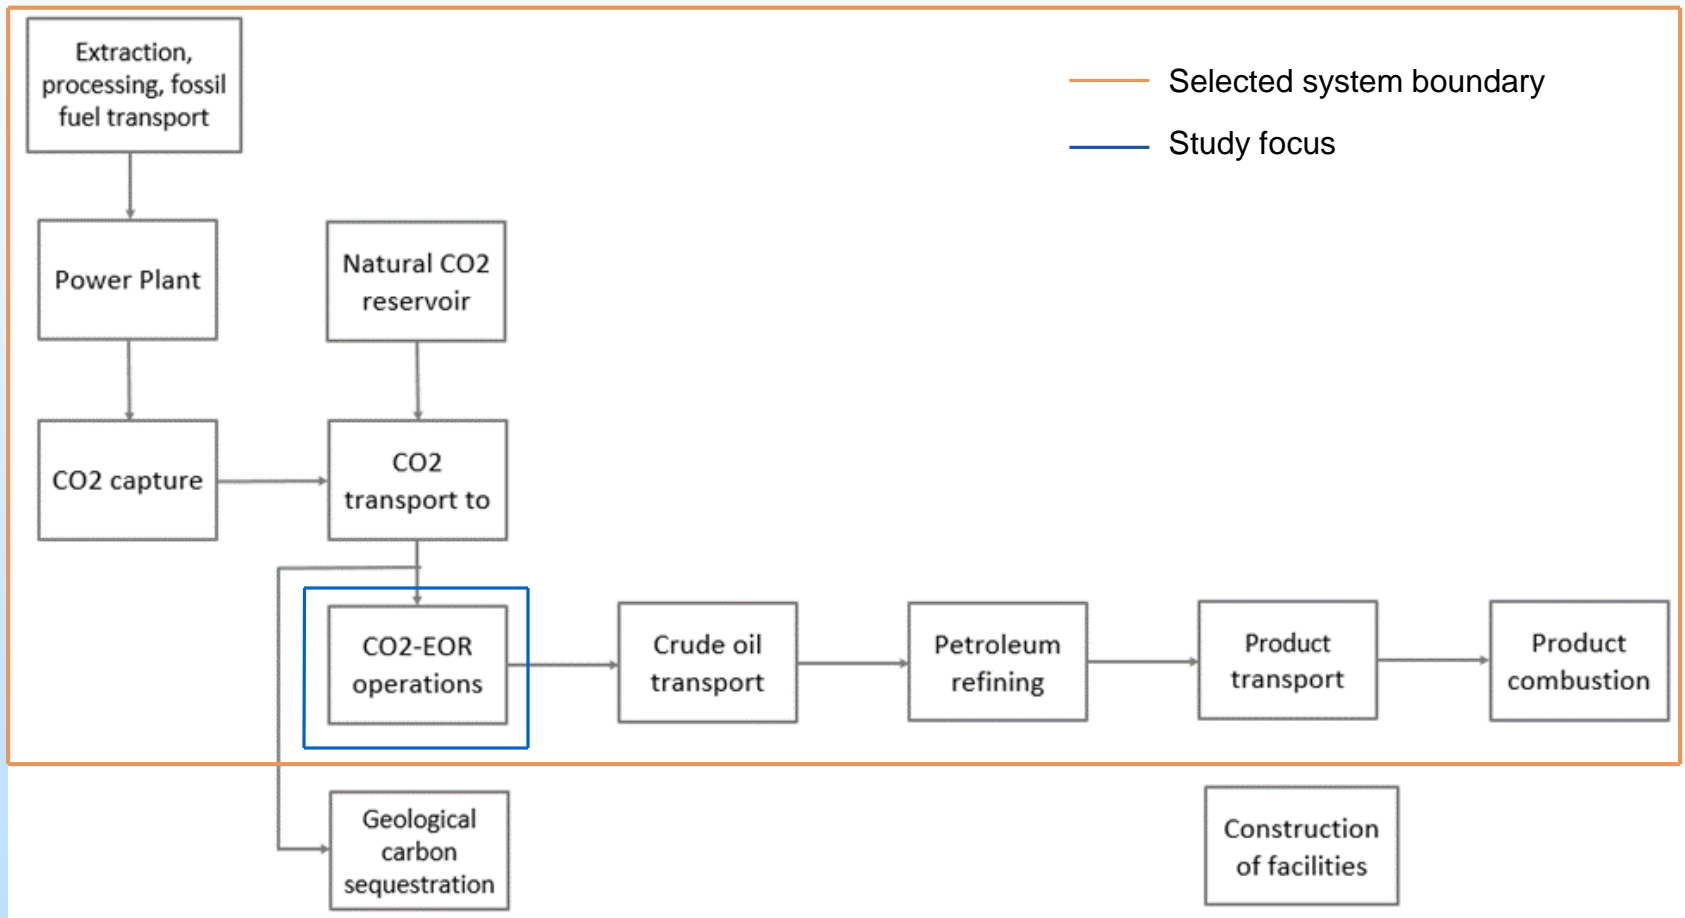 Extraction,
processing, fossil
fuel transport
Selected system boundary
Study focus
Power Plant
Natural CO2
reservoir
CO2 capture
CO2
transport to
CO2-EOR
operations
Crude oil
transport
Petroleum
refining
Product
transport
Product
combustion
Geological
carbon
sequestration
Construction
of facilities